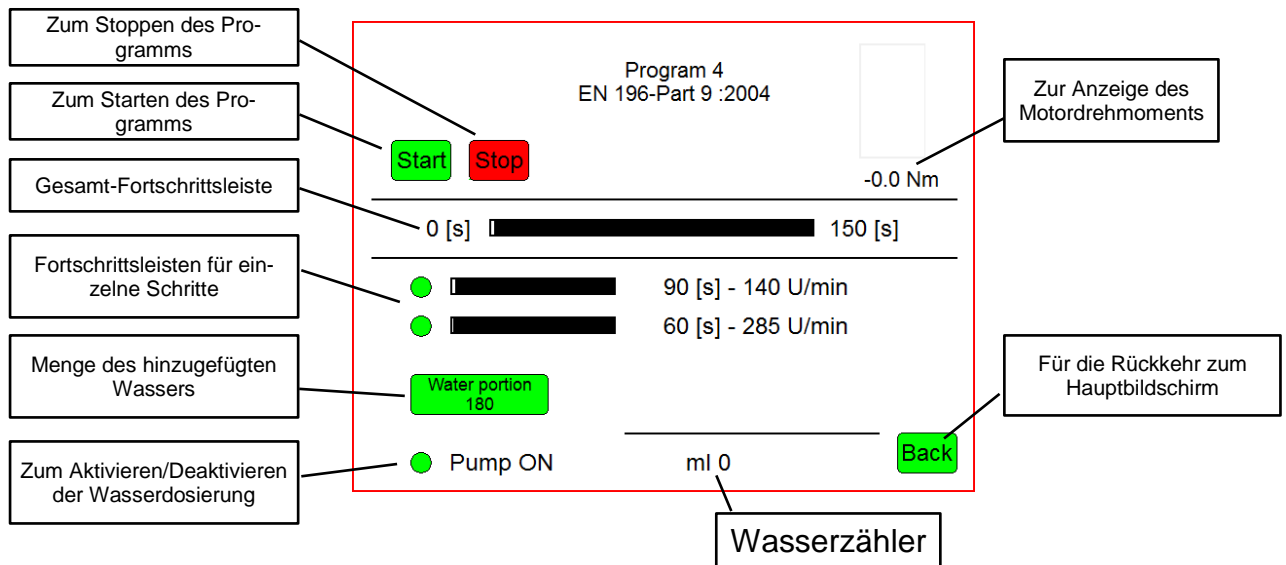 Zum Stoppen des Pro-
gramms
Zum Starten des Pro-
gramms
Gesamt-Fortschrittsleiste
Fortschrittsleisten für ein-
zelne Schritte
Menge des hinzugefügten
Wassers
Zum Aktivieren/Deaktivieren
der Wasserdosierung
Program 4
EN 196-Part 9 :2004
Start Stop
-0.0 Nm
0 [s] 150 [s]
90 [s] - 140 U/min
60 [s] - 285 U/min
Water portion
180
Pump ON ml 0 Back
Wasserzähler
Zur Anzeige des
Motordrehmoments
Für die Rückkehr zum
Hauptbildschirm